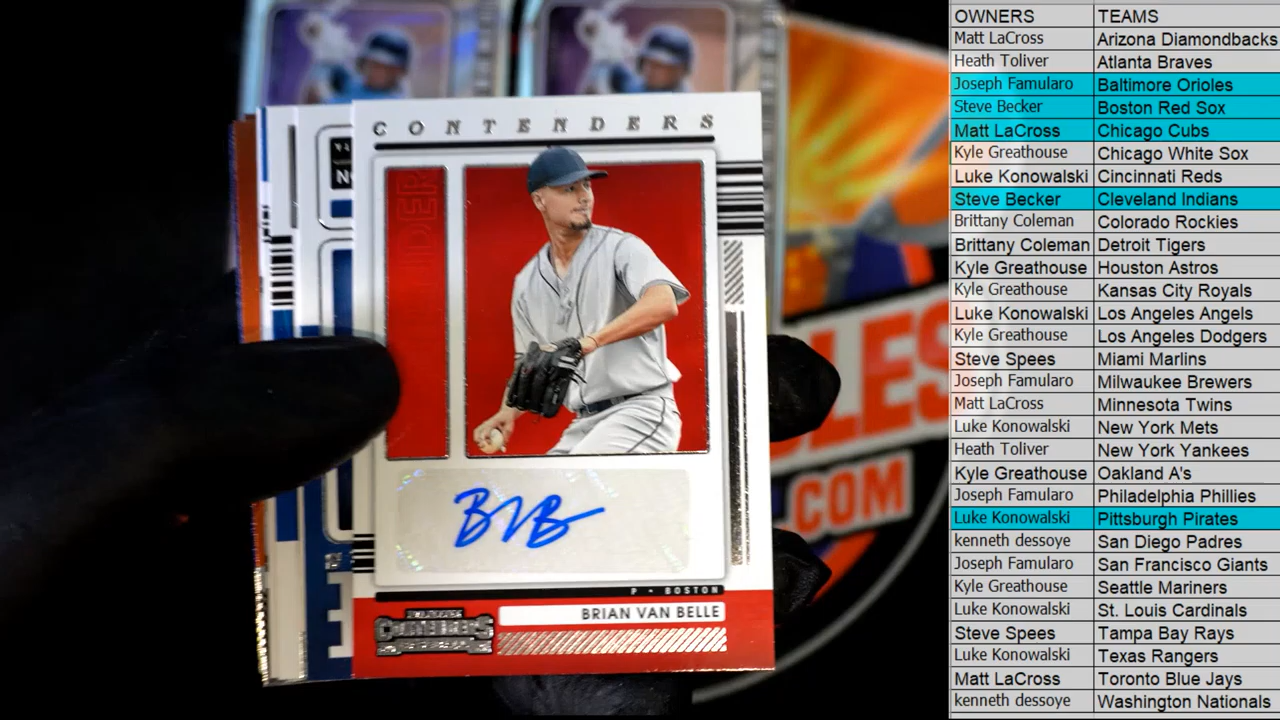 CONTENDERS
P • BOSTON
BRIAN VAN BELLE
PANINI
CONTENDERS
LES
.COM
OWNERS TEAMS
Matt LaCross Arizona Diamondbacks
Heath Toliver Atlanta Braves
Joseph Famularo Baltimore Orioles
Steve Becker Boston Red Sox
Matt LaCross Chicago Cubs
Kyle Greathouse Chicago White Sox
Luke Konowalski Cincinnati Reds
Steve Becker Cleveland Indians
Brittany Coleman Colorado Rockies
Brittany Coleman Detroit Tigers
Kyle Greathouse Houston Astros
Kyle Greathouse Kansas City Royals
Luke Konowalski Los Angeles Angels
Kyle Greathouse Los Angeles Dodgers
Steve Spees Miami Marlins
Joseph Famularo Milwaukee Brewers
Matt LaCross Minnesota Twins
Luke Konowalski New York Mets
Heath Toliver New York Yankees
Kyle Greathouse Oakland A's
Joseph Famularo Philadelphia Phillies
Luke Konowalski Pittsburgh Pirates
kenneth dessoye San Diego Padres
Joseph Famularo San Francisco Giants
Kyle Greathouse Seattle Mariners
Luke Konowalski St. Louis Cardinals
Steve Spees Tampa Bay Rays
Luke Konowalski Texas Rangers
Matt LaCross Toronto Blue Jays
kenneth dessoye Washington Nationals